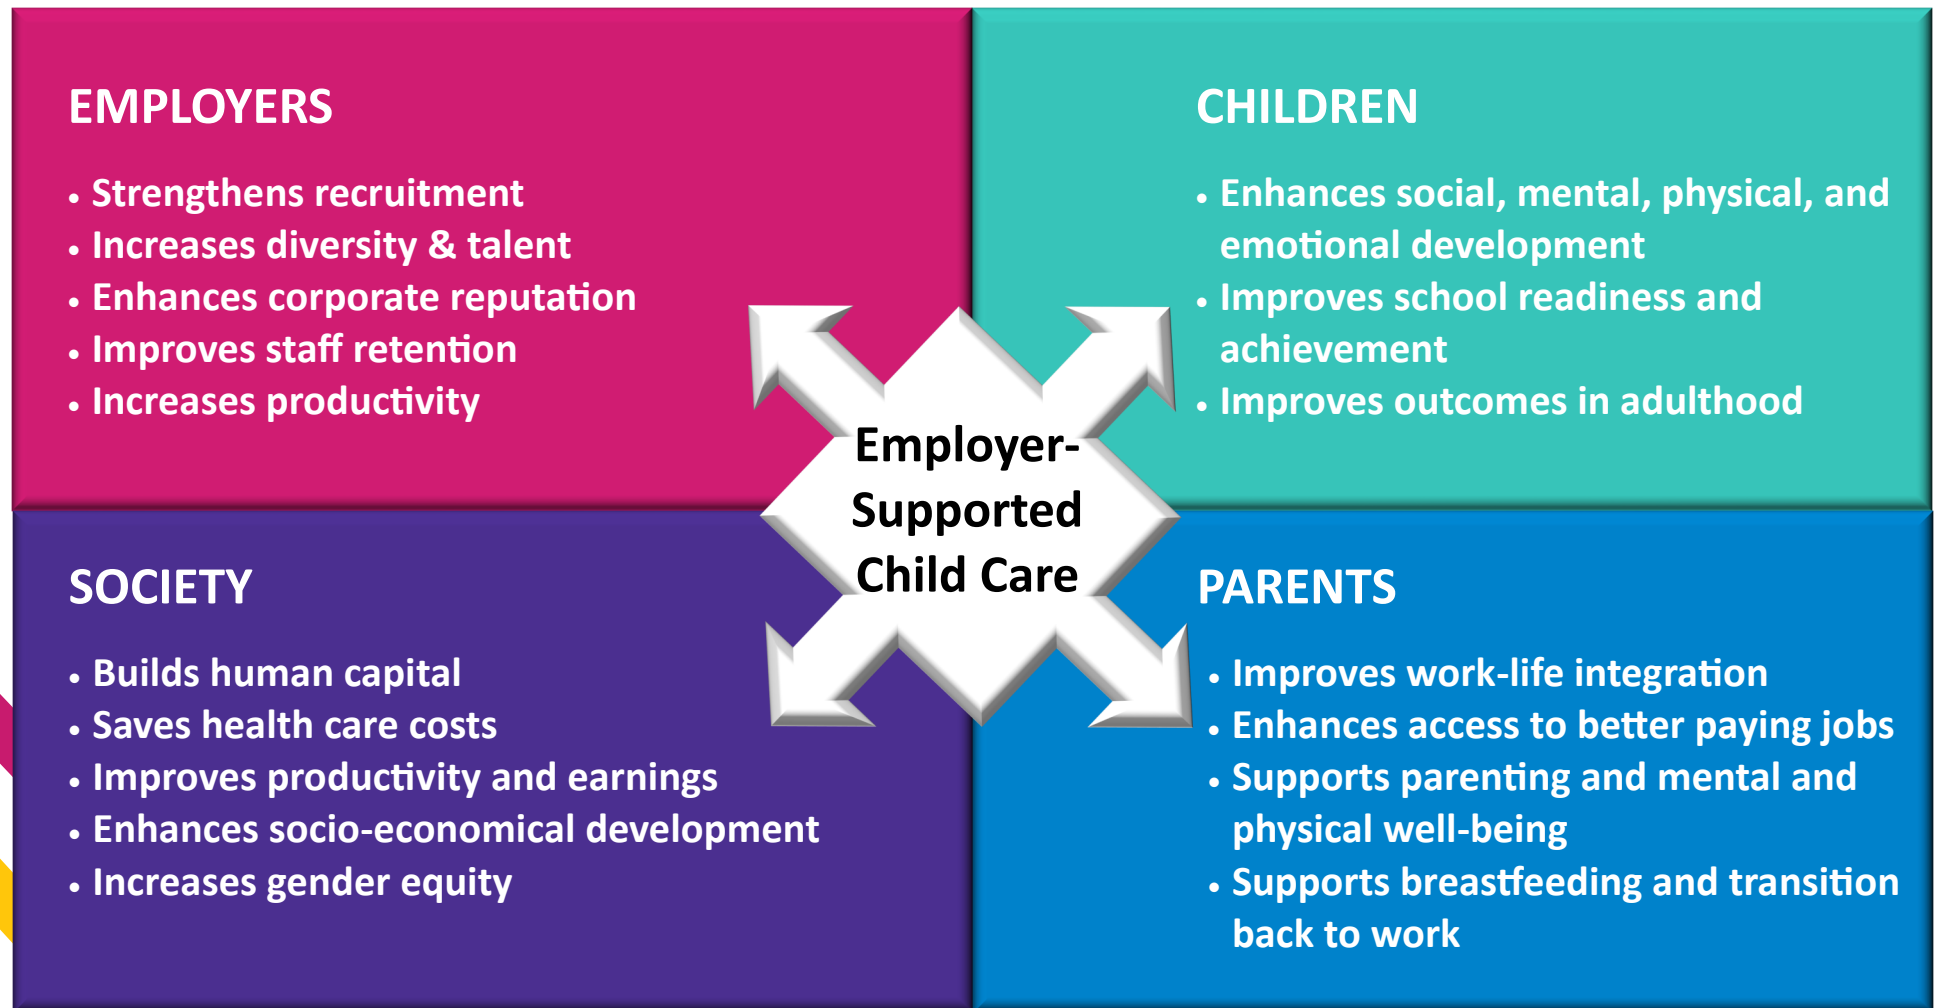 EMPLOYERS
• Strengthens recruitment
• Increases diversity & talent
• Enhances corporate reputation
• Improves staff retention
• Increases productivity
CHILDREN
• Enhances social, mental, physical, and
emotional development
• Improves school readiness and
achievement
• Improves outcomes in adulthood
Employer-
Supported
Child Care
SOCIETY
• Builds human capital
• Saves health care costs
• Improves productivity and earnings
• Enhances socio-economical development
• Increases gender equity
PARENTS
• Improves work-life integration
• Enhances access to better paying jobs
• Supports parenting and mental and
physical well-being
• Supports breastfeeding and transition
back to work